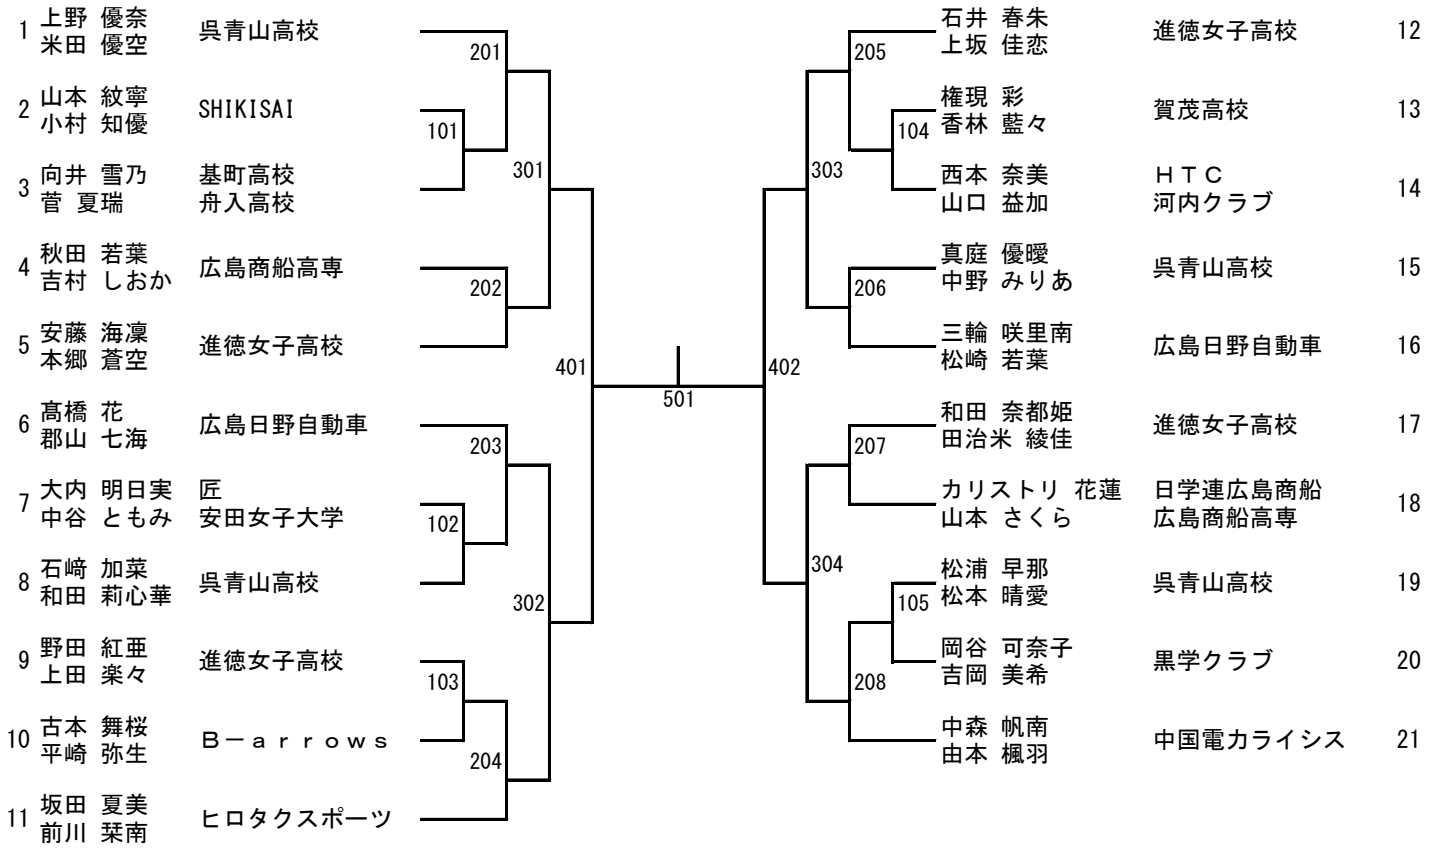 1 上野 優奈 呉青山高校
米田 優空
201
2 山本 紋寧 SHIKISAI
小村 知優
101
3 向井 雪乃 基町高校
菅 夏瑞 舟入高校
301
4 秋田 若葉 広島商船高専
吉村 しおか
202
5 安藤 海凜 進徳女子高校
本郷 蒼空
401
6 髙橋 花 広島日野自動車
郡山 七海
203
7 大内 明日実 匠
中谷 ともみ 安田女子大学
102
8 石﨑 加菜 呉青山高校
和田 莉心華
302
9 野田 紅亜 進徳女子高校
上田 楽々
103
10 古本 舞桜 Ｂ－ａｒｒｏｗｓ
平崎 弥生
204
11 坂田 夏美 ヒロタクスポーツ
前川 栞南
501
石井 春朱 進徳女子高校 12
上坂 佳恋
205
権現 彩 賀茂高校 13
香林 藍々
104
西本 奈美 ＨＴＣ 14
山口 益加 河内クラブ
303
真庭 優曖 呉青山高校 15
中野 みりあ
206
三輪 咲里南 広島日野自動車 16
松崎 若葉
402
和田 奈都姫 進徳女子高校 17
田治米 綾佳
207
カリストリ 花蓮 日学連広島商船 18
山本 さくら 広島商船高専
304
松浦 早那 呉青山高校 19
松本 晴愛
105
岡谷 可奈子 黒学クラブ 20
吉岡 美希
208
中森 帆南 中国電力ライシス 21
由本 楓羽